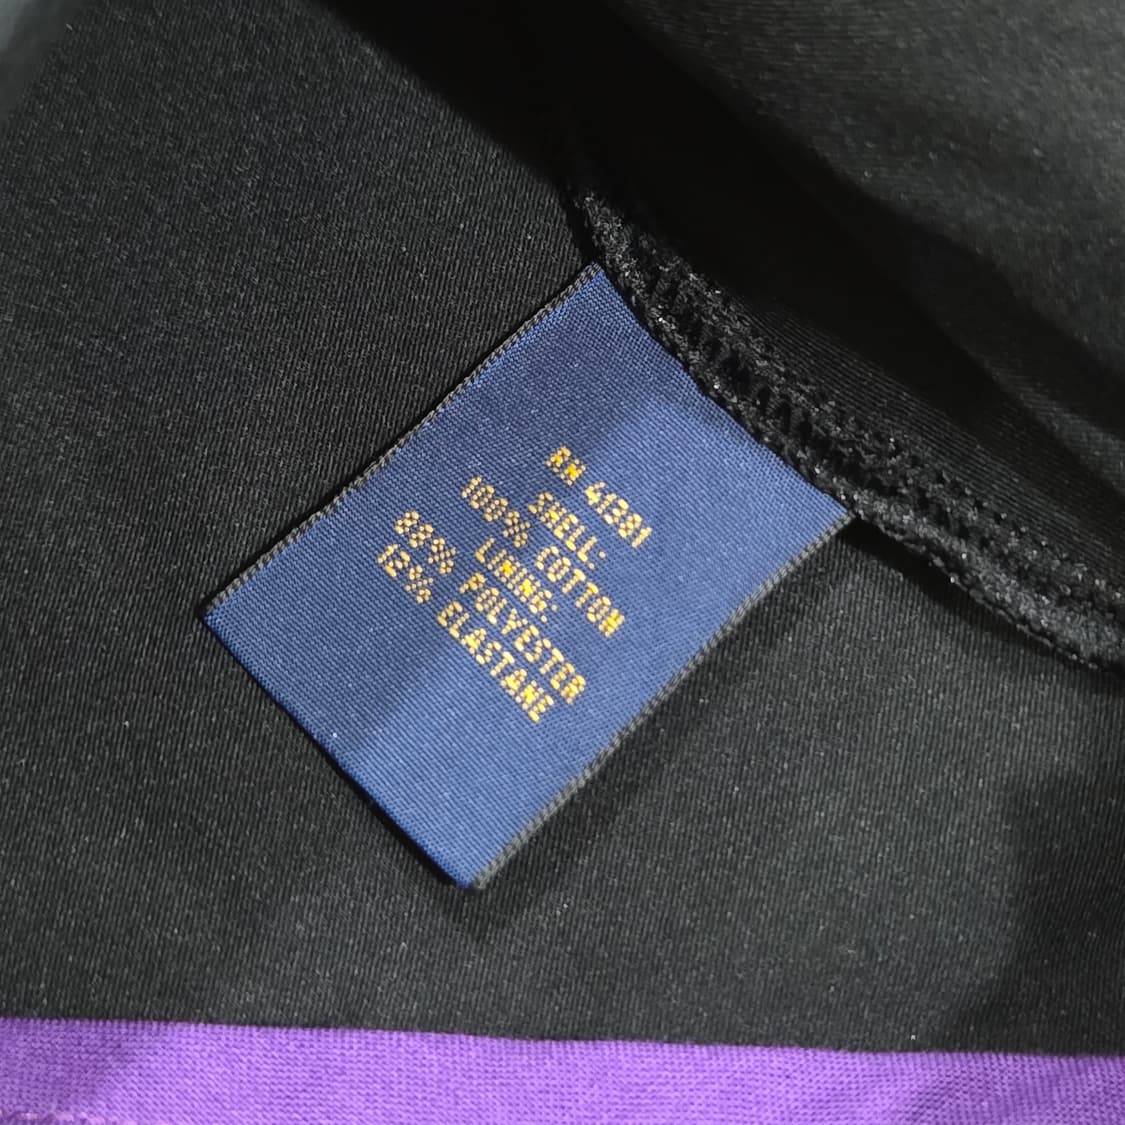 RN 41381
SHELL:
100% COTTON
LINING:
88% POLYESTER
12% ELASTANE